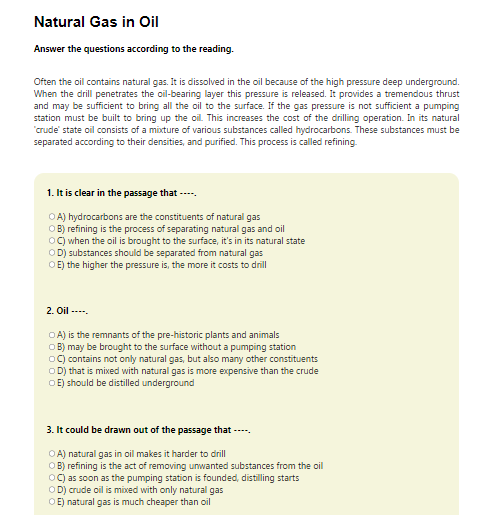 Natural Gas in Oil
Answer the questions according to the reading.
Often the oil contains natural gas. It is dissolved in the oil because of the high pressure deep underground.
When the drill penetrates the oil-bearing layer this pressure is released. It provides a tremendous thrust
and may be sufficient to bring all the oil to the surface. If the gas pressure is not sufficient a pumping
station must be built to bring up the oil. This increases the cost of the drilling operation. In its natural
'crude' state oil consists of a mixture of various substances called hydrocarbons. These substances must be
separated according to their densities, and purified. This process is called refining.
1. It is clear in the passage that ----.
A) hydrocarbons are the constituents of natural gas
B) refining is the process of separating natural gas and oil
C) when the oil is brought to the surface, it's in its natural state
D) substances should be separated from natural gas
E) the higher the pressure is, the more it costs to drill
2. Oil ----.
A) is the remnants of the pre-historic plants and animals
B) may be brought to the surface without a pumping station
C) contains not only natural gas, but also many other constituents
D) that is mixed with natural gas is more expensive than the crude
E) should be distilled underground
3. It could be drawn out of the passage that ----.
A) natural gas in oil makes it harder to drill
B) refining is the act of removing unwanted substances from the oil
C) as soon as the pumping station is founded, distilling starts
D) crude oil is mixed with only natural gas
E) natural gas is much cheaper than oil